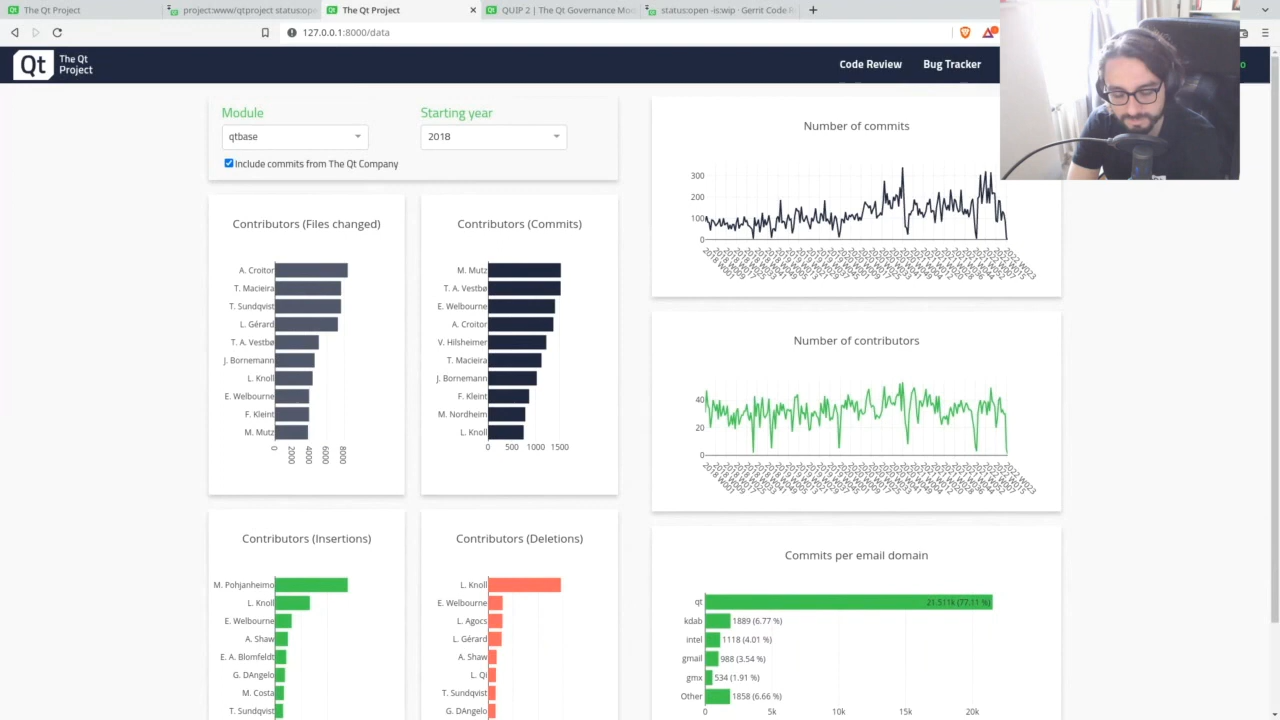 The Qt Project
project:www/qtproject status:ope
The Qt Project
QUIP 2 | The Qt Governance Mod
status:open -is:wip · Gerrit Code R
127.0.0.1:8000/data
Qt
The Qt
Project
Code Review
Bug Tracker
Module
Starting year
qtbase
2018
Include commits from The Qt Company
Number of commits
300
200
100
0
Contributors (Files changed)
A. Croitor
T. Macieira
T. Sundqvist
L. Gérard
T. A. Vestbø
J. Bornemann
L. Knoll
E. Welbourne
F. Kleint
M. Mutz
0
2000
4000
6000
8000
Contributors (Commits)
M. Mutz
T. A. Vestbø
E. Welbourne
A. Croitor
V. Hilsheimer
T. Macieira
J. Bornemann
F. Kleint
M. Nordheim
L. Knoll
0 500 1000 1500
Number of contributors
40
20
0
Contributors (Insertions)
M. Pohjanheimo
L. Knoll
E. Welbourne
A. Shaw
E. A. Blomfeldt
G. DAngelo
M. Costa
T. Sundqvist
Contributors (Deletions)
L. Knoll
E. Welbourne
L. Agocs
L. Gérard
A. Shaw
L. Qi
T. Sundqvist
G. DAngelo
Commits per email domain
qt 21.511k (77.11 %)
kdab 1889 (6.77 %)
intel 1118 (4.01 %)
gmail 988 (3.54 %)
gmx 534 (1.91 %)
Other 1858 (6.66 %)
0 5k 10k 15k 20k